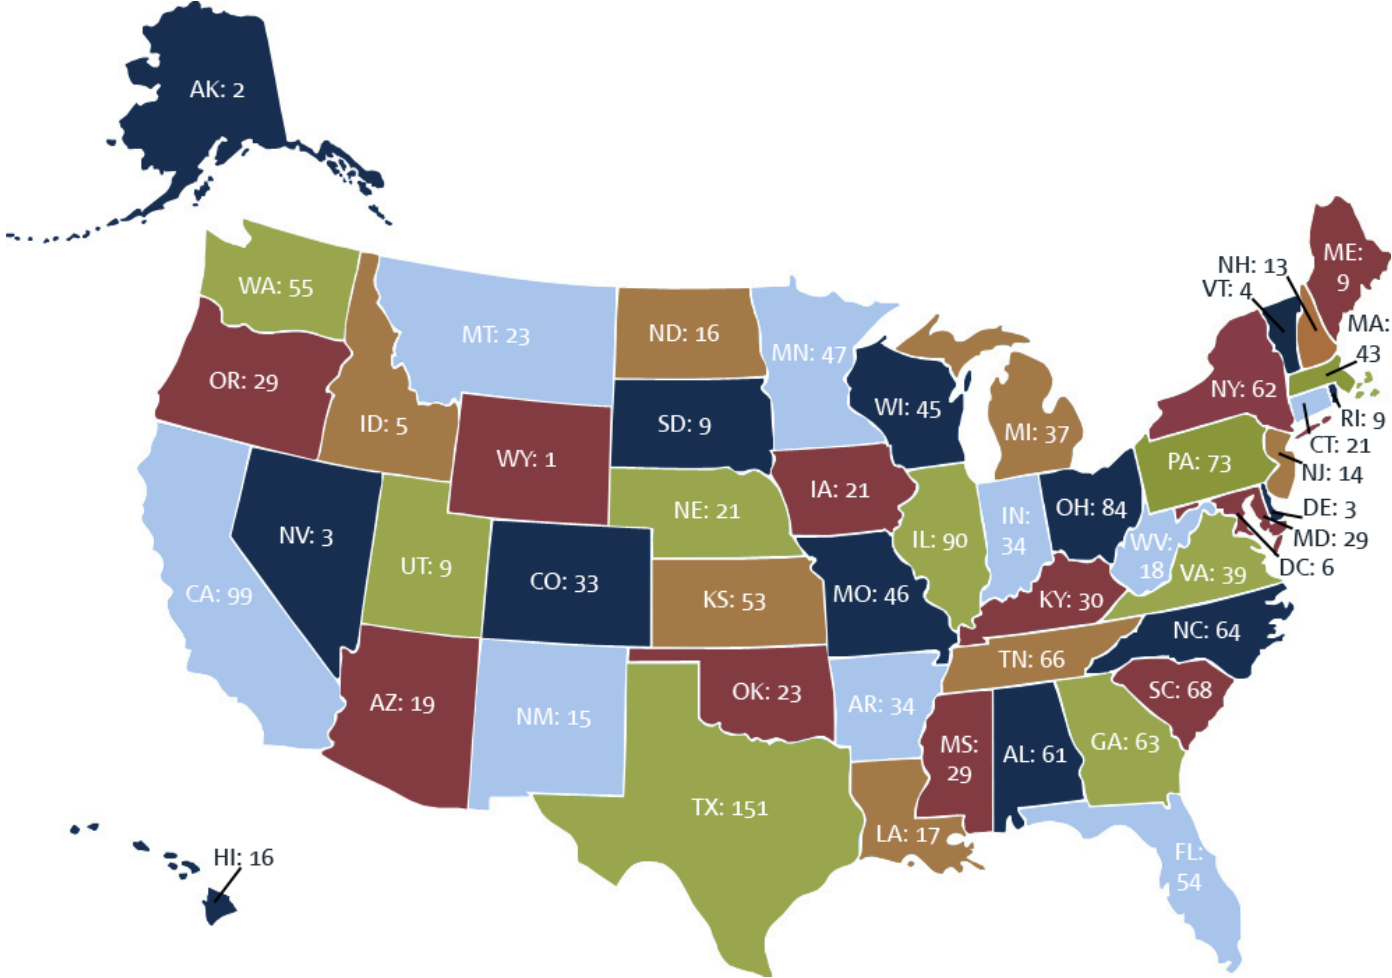 AK: 2
ME:
9
NH: 13
VT: 4
WA: 55
MA:
43
MT: 23
ND: 16
MN: 47
OR: 29
NY: 62
WI: 45
RI: 9
ID: 5
SD: 9
MI: 37
CT: 21
WY: 1
PA: 73
NJ: 14
IA: 21
NE: 21
OH: 84
DE: 3
IN:
34
NV: 3
IL: 90
MD: 29
WV:
18
UT: 9
DC: 6
VA: 39
CO: 33
CA: 99
KS: 53
MO: 46
KY: 30
NC: 64
TN: 66
AZ: 19
OK: 23
SC: 68
NM: 15
AR: 34
MS:
29
AL: 61
GA: 63
TX: 151
LA: 17
HI: 16
FL:
54